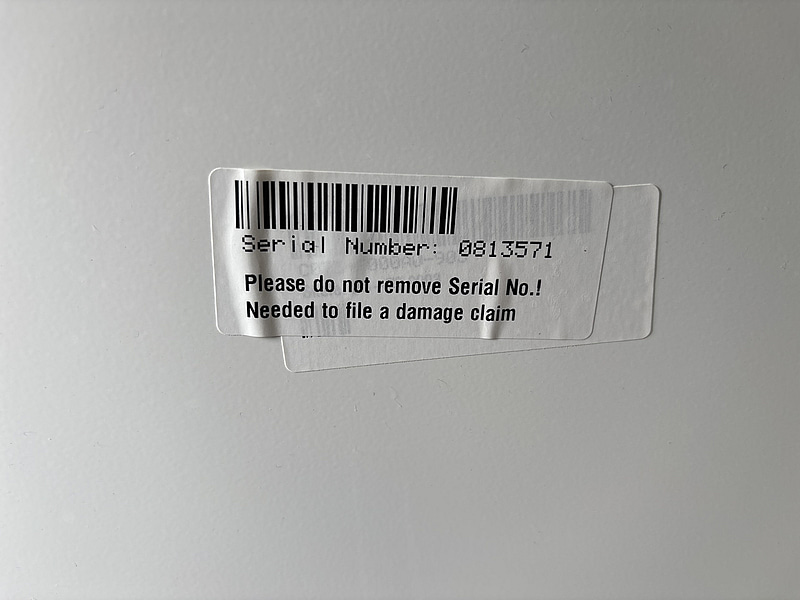 Serial Number: 0813571
Please do not remove Serial No.!
Needed to file a damage claim